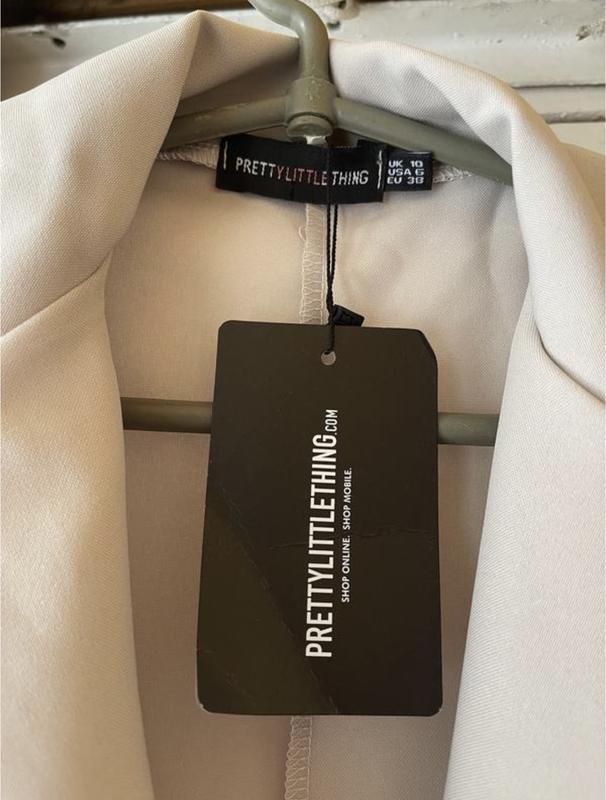 PRETTYLITTLETHING
UK 10
USA 6
EU 38
PRETTYLITTLETHING.COM
SHOP ONLINE. SHOP MOBILE.